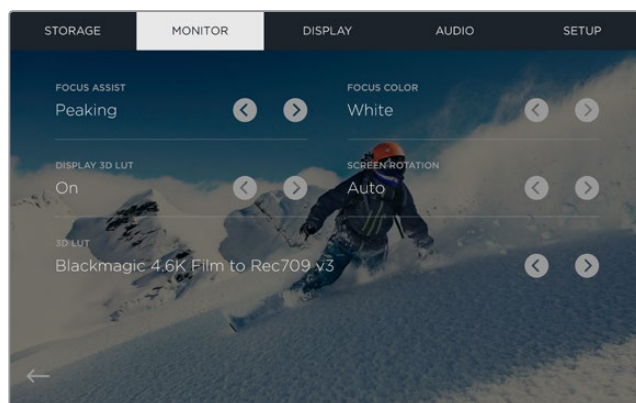 STORAGE MONITOR DISPLAY AUDIO SETUP
FOCUS ASSIST FOCUS COLOR
Peaking White
DISPLAY 3D LUT SCREEN ROTATION
On Auto
3D LUT
Blackmagic 4.6K Film to Rec709 v3